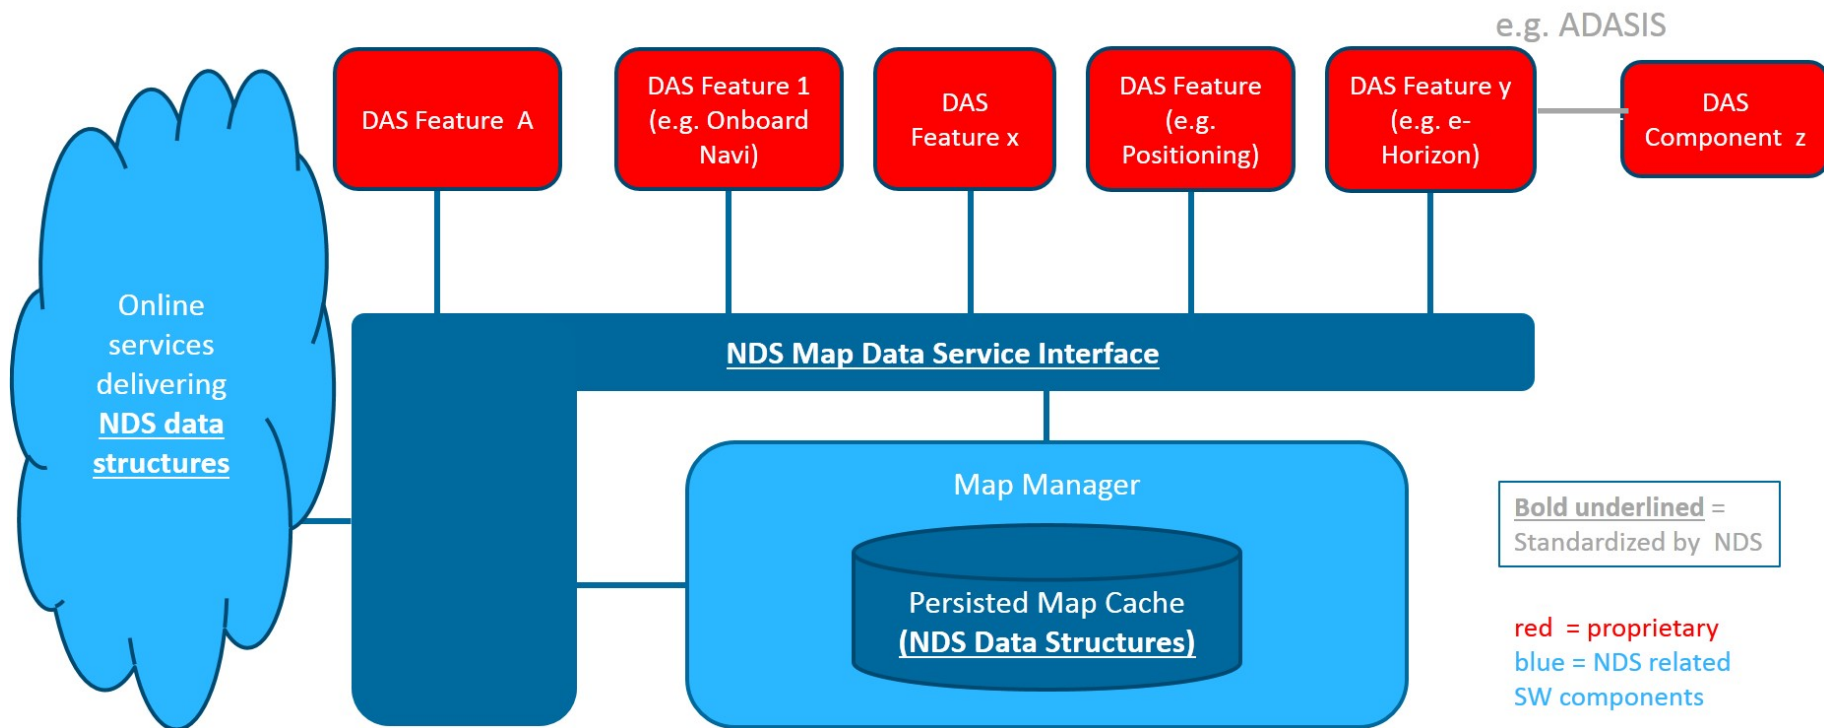 e.g. ADASIS
DAS Feature A
DAS Feature 1
(e.g. Onboard
Navi)
DAS
Feature x
DAS Feature
(e.g.
Positioning)
DAS Feature y
(e.g. e-
Horizon)
DAS
Component z
Online
services
delivering
NDS data
structures
NDS Map Data Service Interface
Map Manager
Persisted Map Cache
(NDS Data Structures)
Bold underlined =
Standardized by NDS
red = proprietary
blue = NDS related
SW components